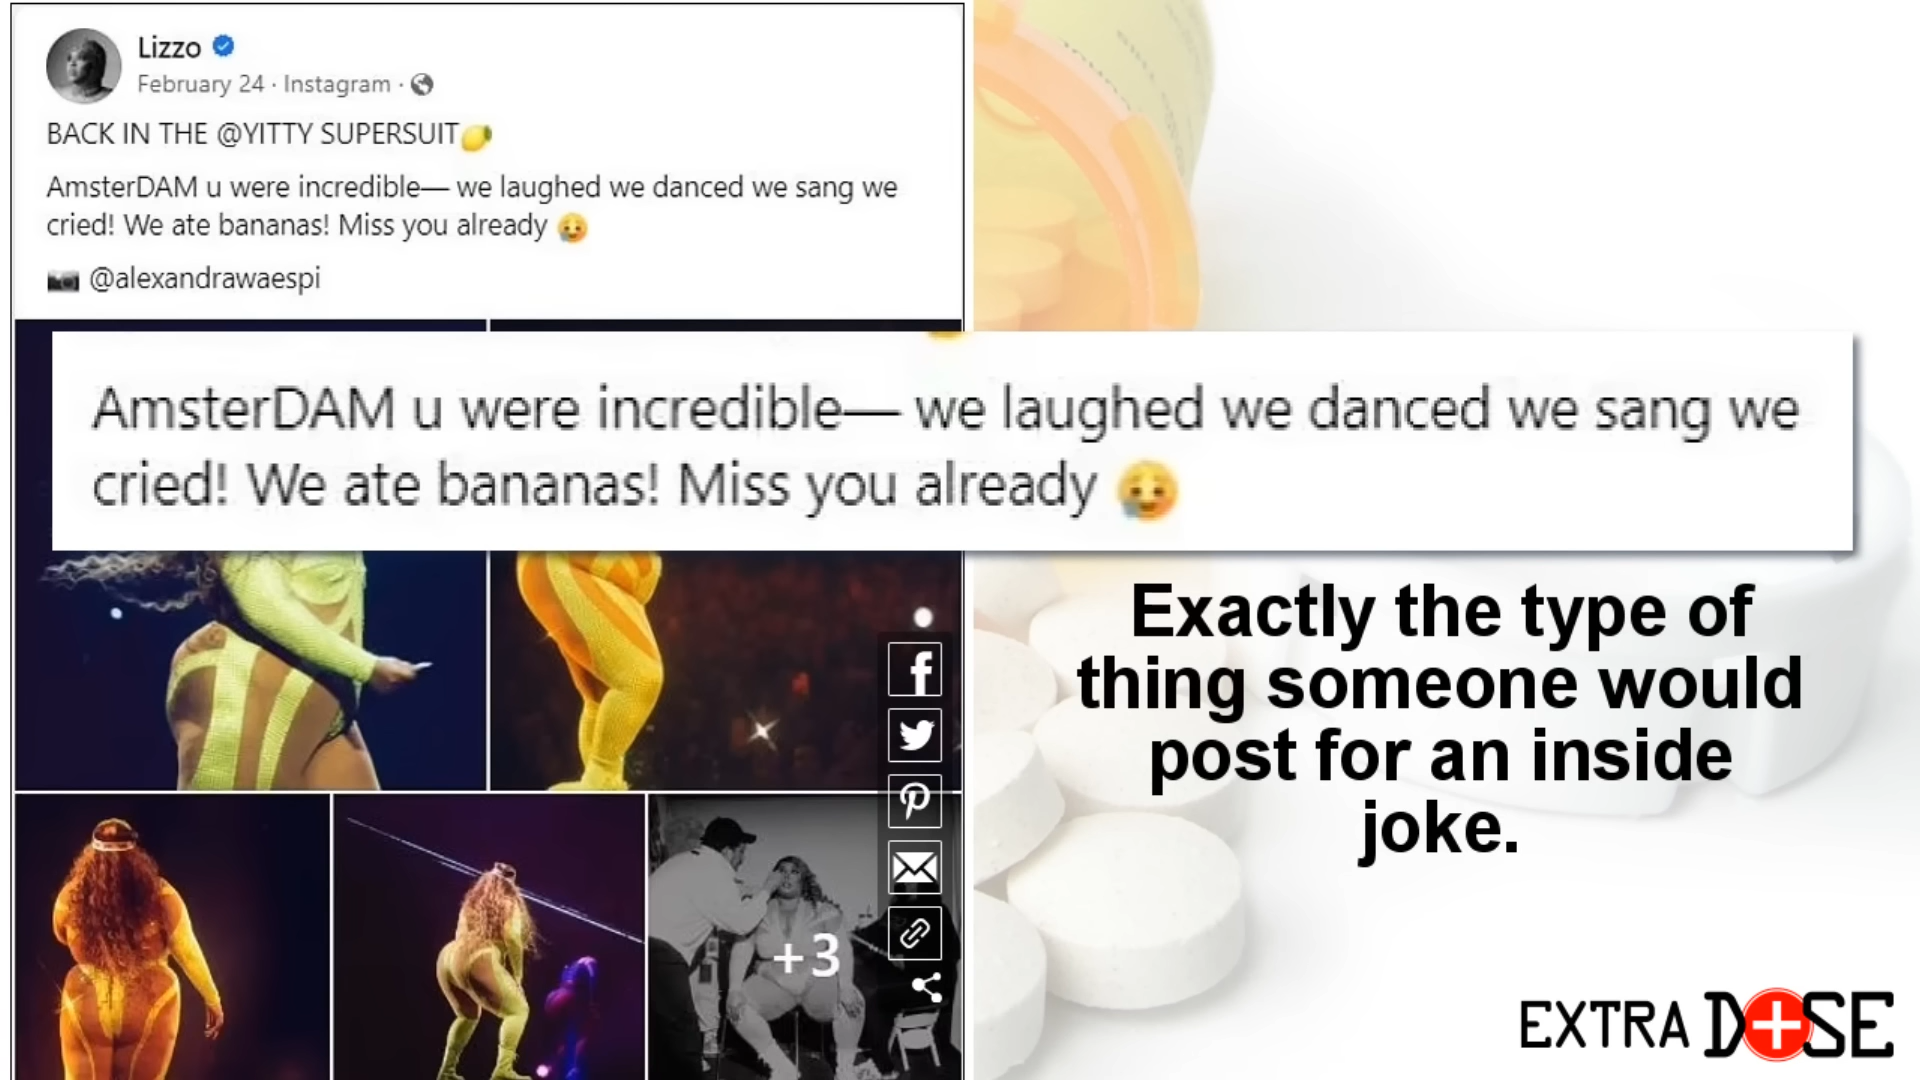 Lizzo
February 24 · Instagram ·
BACK IN THE @YITTY SUPERSUIT🍋
AmsterDAM u were incredible— we laughed we danced we sang we
cried! We ate bananas! Miss you already 🥲
📷 @alexandrawaespi
AmsterDAM u were incredible— we laughed we danced we sang we
cried! We ate bananas! Miss you already 🥲
Exactly the type of
thing someone would
post for an inside
joke.
+3
EXTRA DOSE